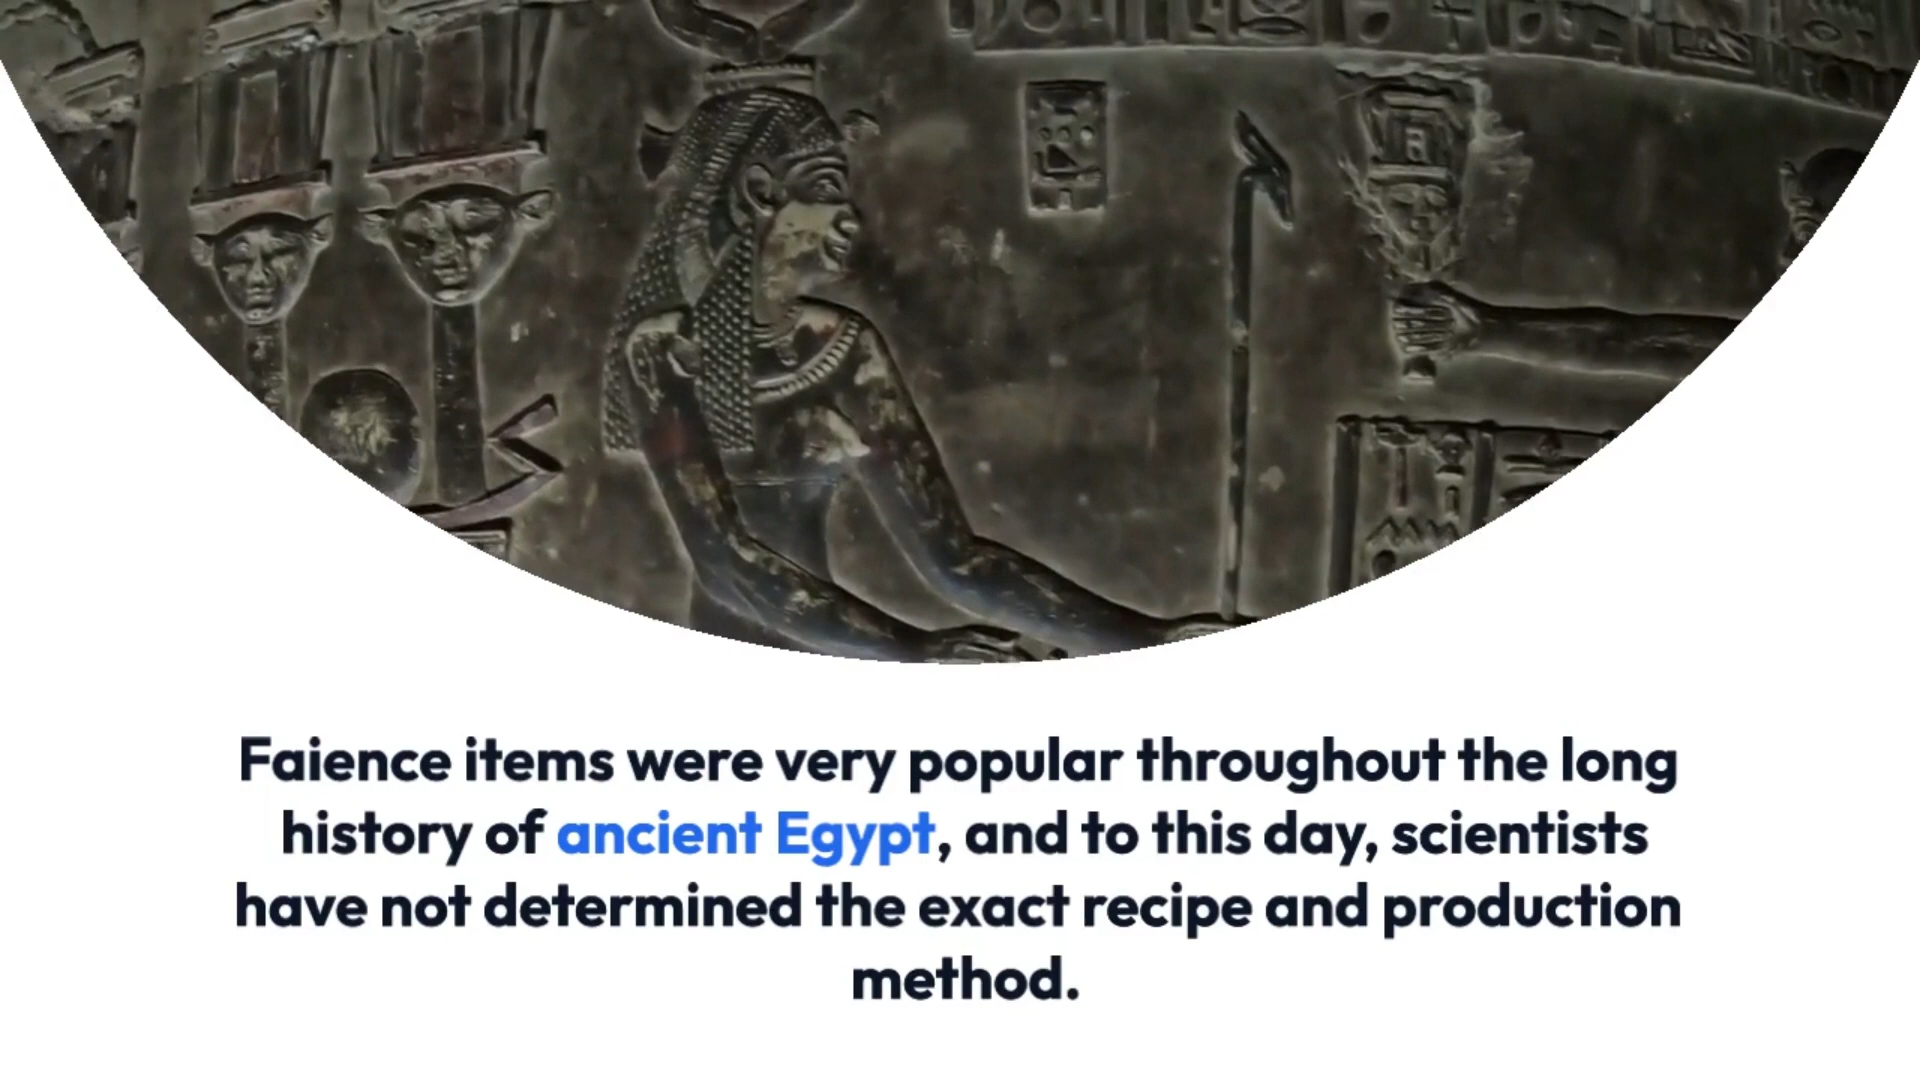 Faience items were very popular throughout the long
history of ancient Egypt, and to this day, scientists
have not determined the exact recipe and production
method.